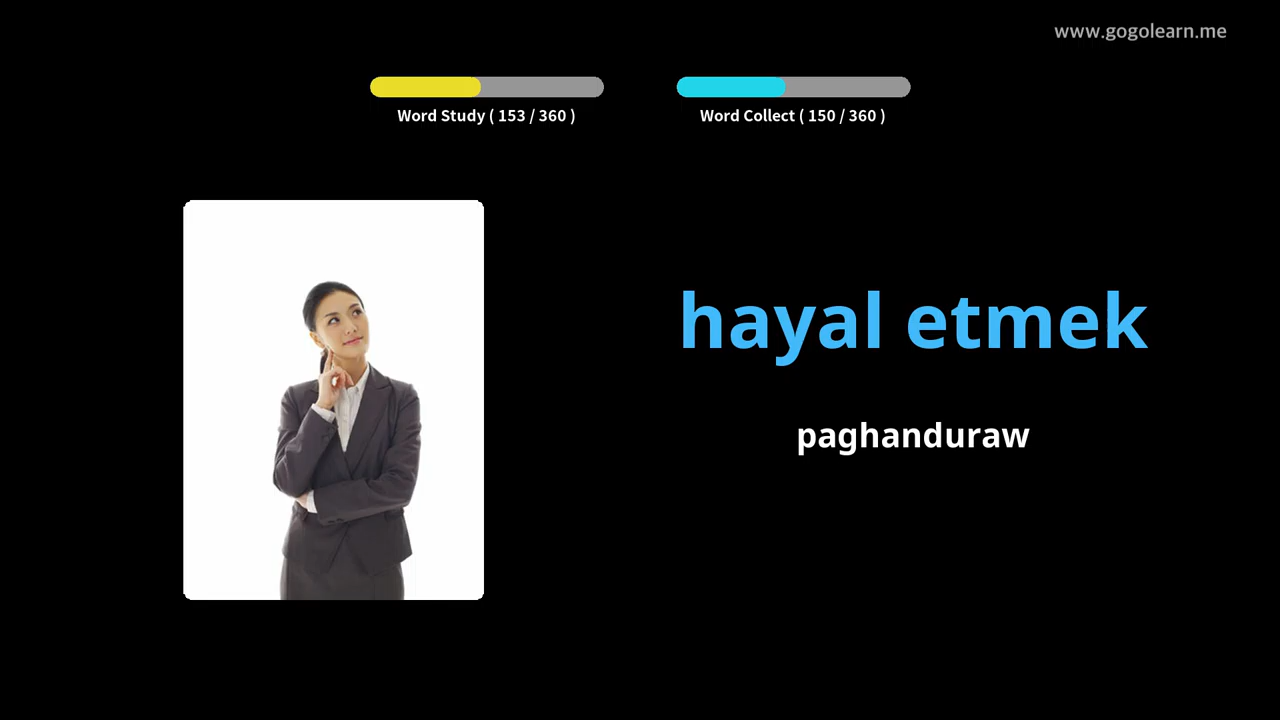 www.gogolearn.me
Word Study ( 153 / 360 )
Word Collect ( 150 / 360 )
hayal etmek
paghanduraw